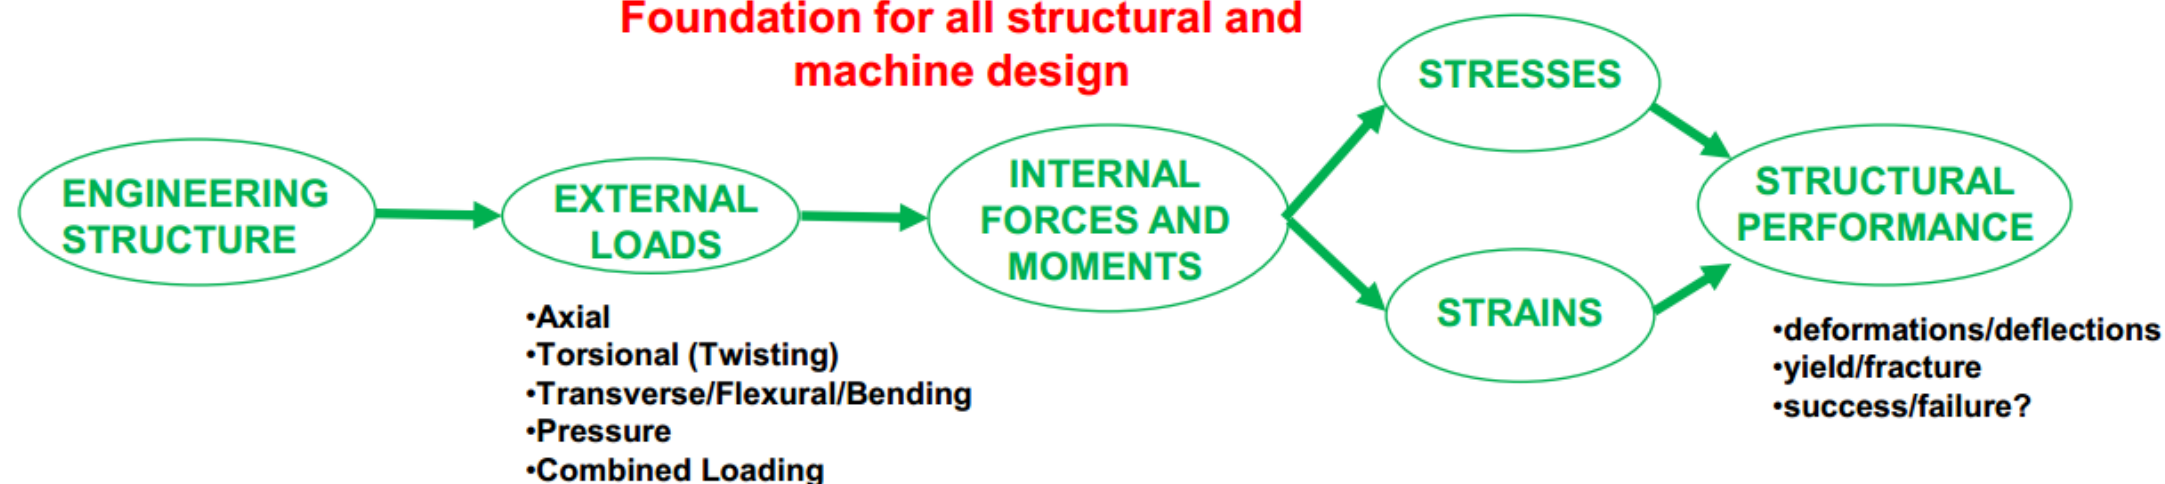 Foundation for all structural and
machine design
ENGINEERING
STRUCTURE
EXTERNAL
LOADS
•Axial
•Torsional (Twisting)
•Transverse/Flexural/Bending
•Pressure
•Combined Loading
INTERNAL
FORCES AND
MOMENTS
STRESSES
STRAINS
STRUCTURAL
PERFORMANCE
•deformations/deflections
•yield/fracture
•success/failure?